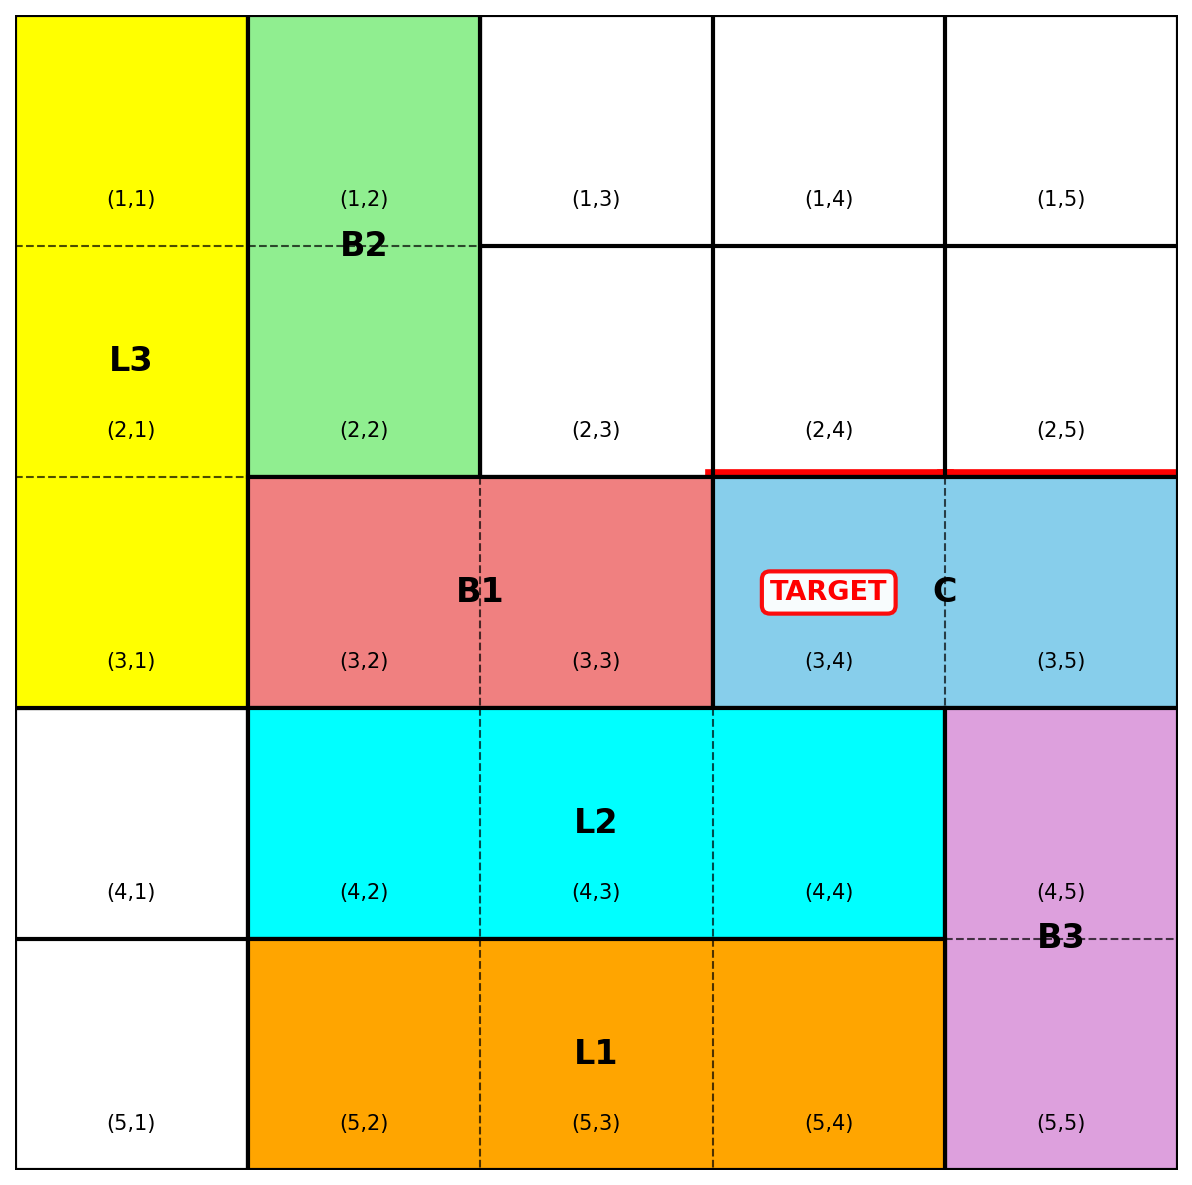 (1,1) (1,2) (1,3) (1,4) (1,5)
B2
L3
(2,1) (2,2) (2,3) (2,4) (2,5)
B1 TARGET C
(3,1) (3,2) (3,3) (3,4) (3,5)
L2
(4,1) (4,2) (4,3) (4,4) (4,5)
B3
L1
(5,1) (5,2) (5,3) (5,4) (5,5)